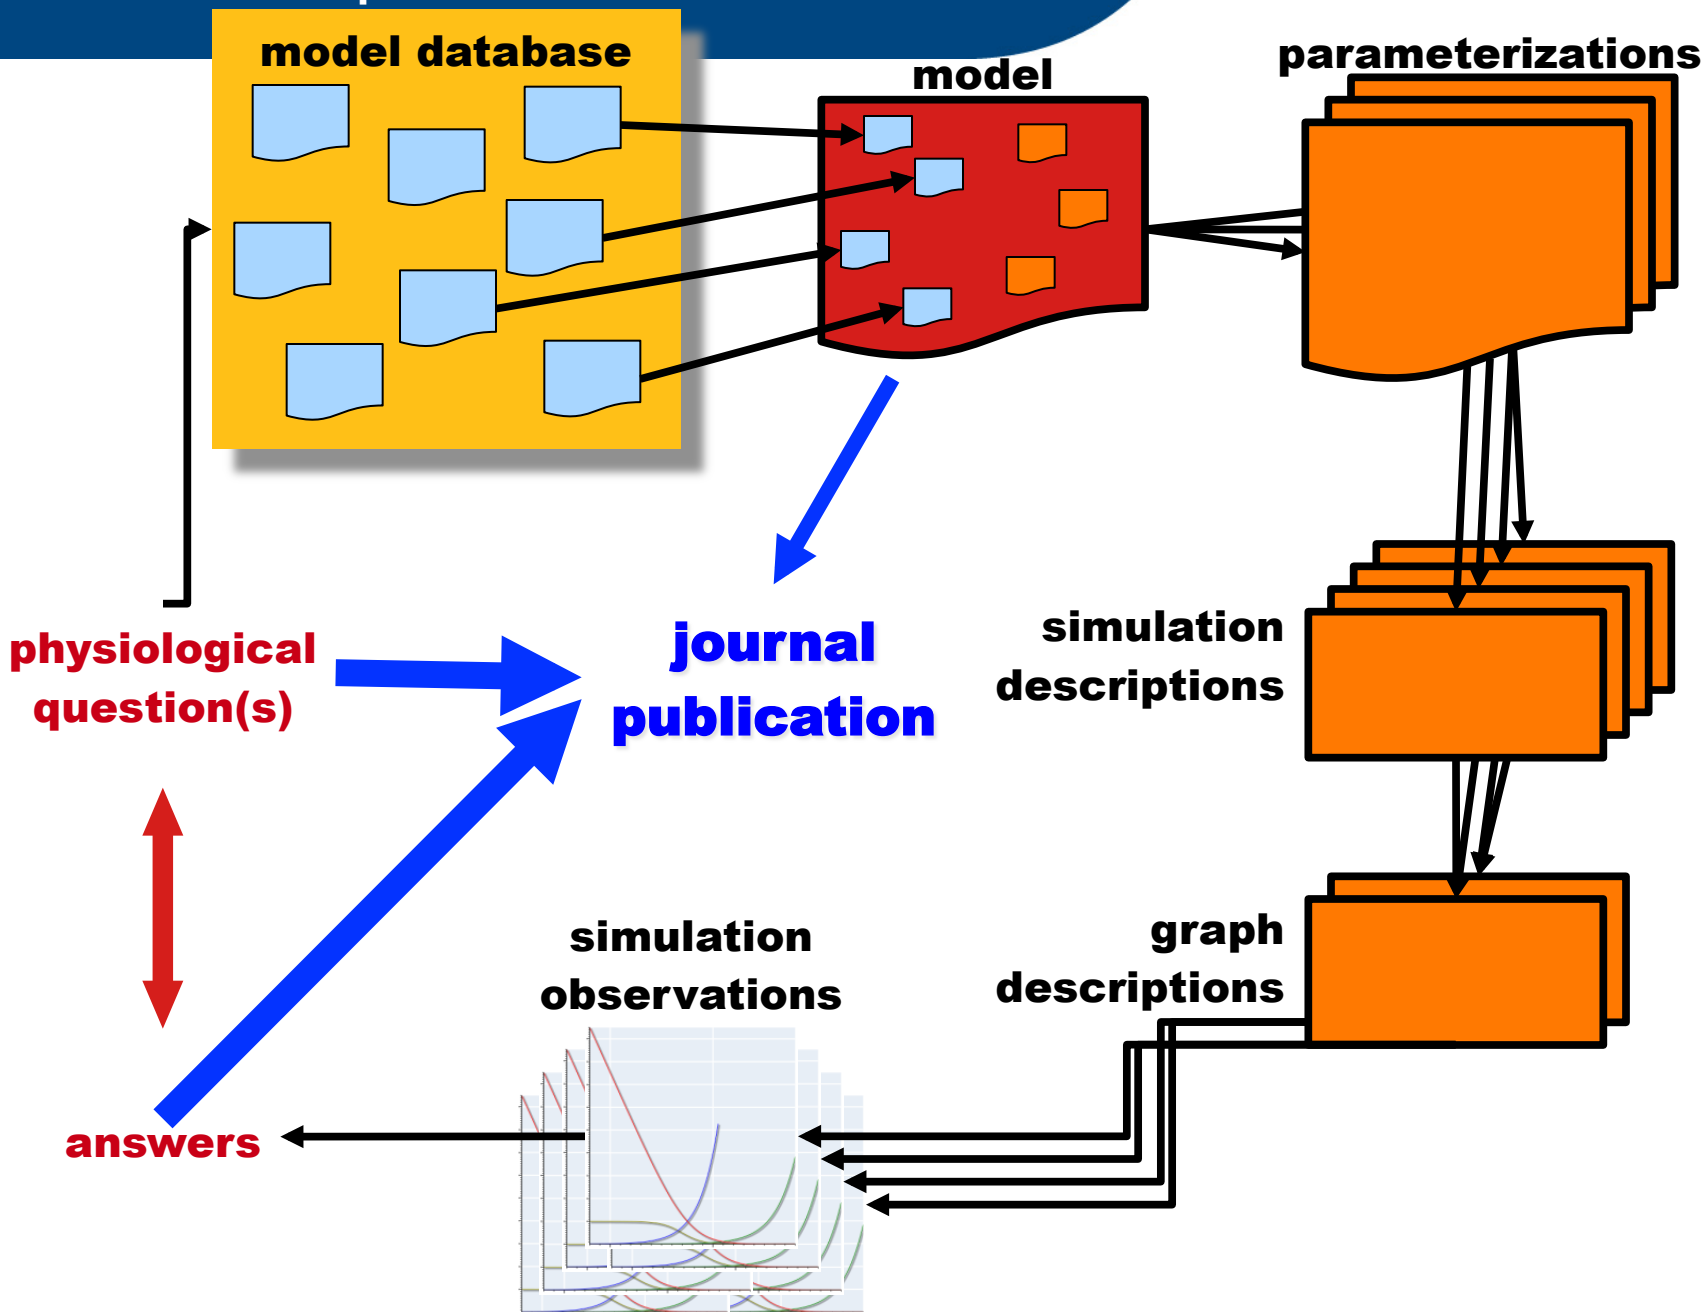 model database
model
parameterizations
physiological
question(s)
journal
publication
simulation
descriptions
graph
descriptions
simulation
observations
answers